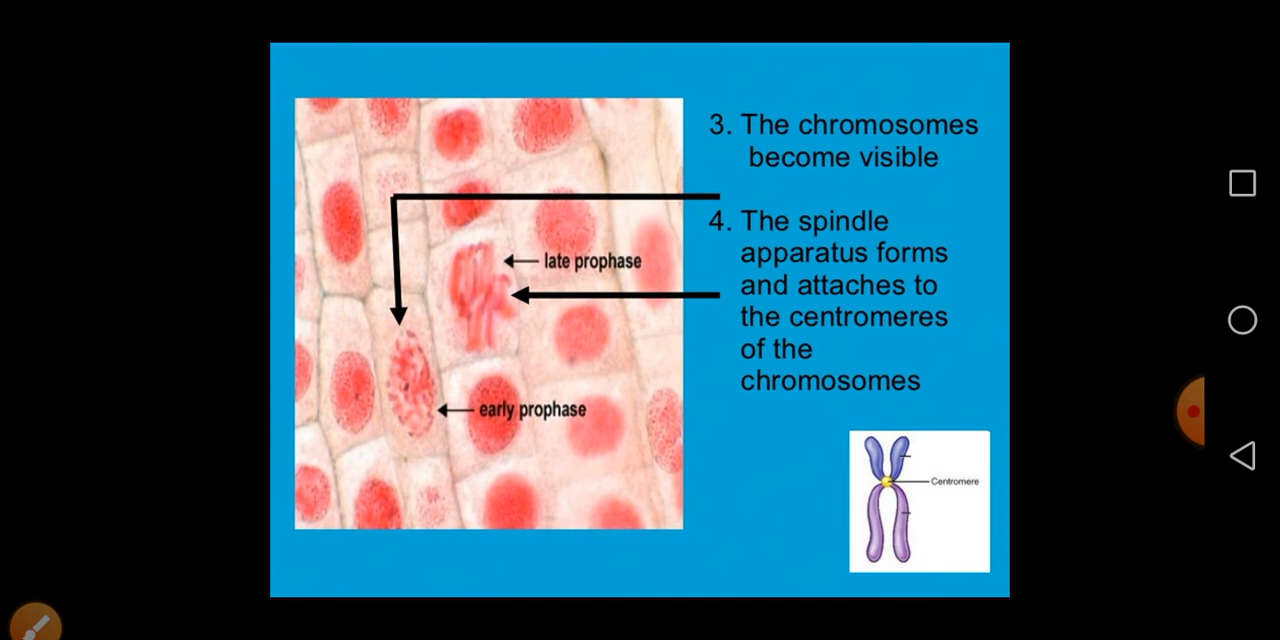 3. The chromosomes
become visible
4. The spindle
apparatus forms
and attaches to
the centromeres
of the
chromosomes
late prophase
early prophase
Centromere